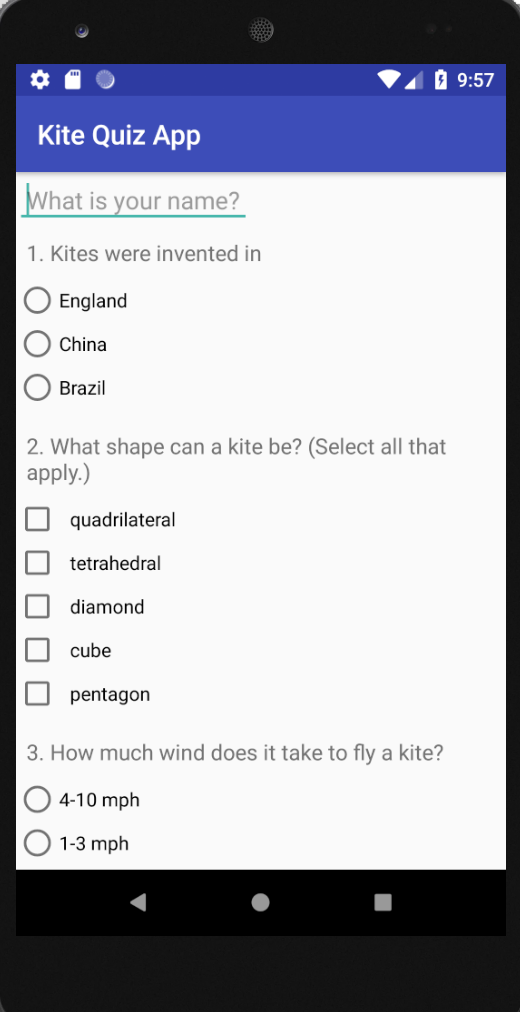 9:57
Kite Quiz App
What is your name?
1. Kites were invented in
England
China
Brazil
2. What shape can a kite be? (Select all that
apply.)
quadrilateral
tetrahedral
diamond
cube
pentagon
3. How much wind does it take to fly a kite?
4-10 mph
1-3 mph